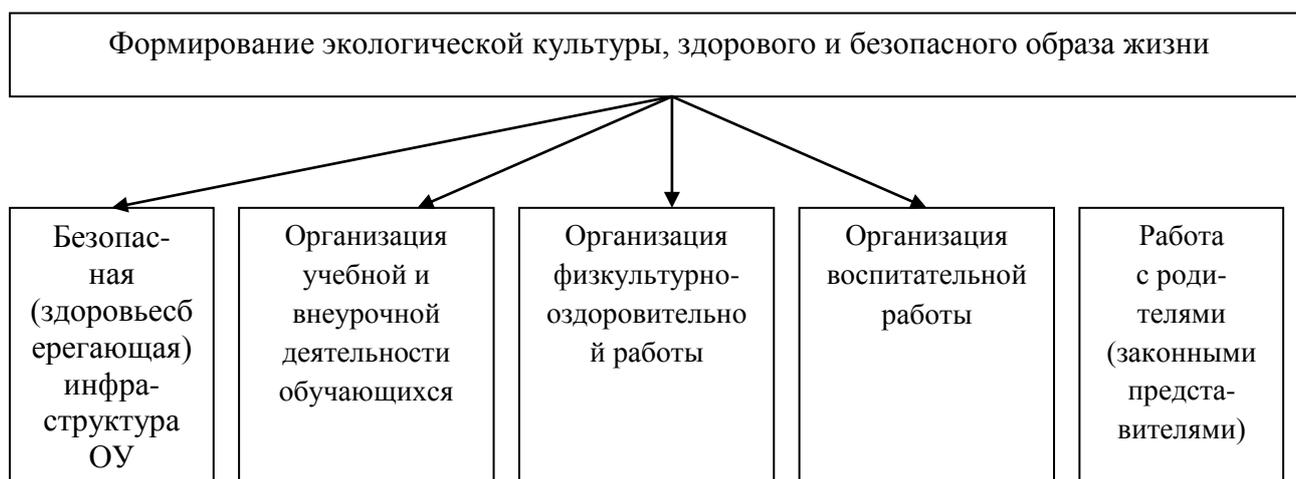 Формирование экологической культуры, здорового и безопасного образа жизни
Безопас-
ная
(здоровьесб
ерегающая)
инфра-
структура
ОУ
Организация
учебной и
внеурочной
деятельности
обучающихся
Организация
физкультурно-
оздоровительно
й работы
Организация
воспитательной
работы
Работа
с роди-
телями
(законными
предста-
вителями)